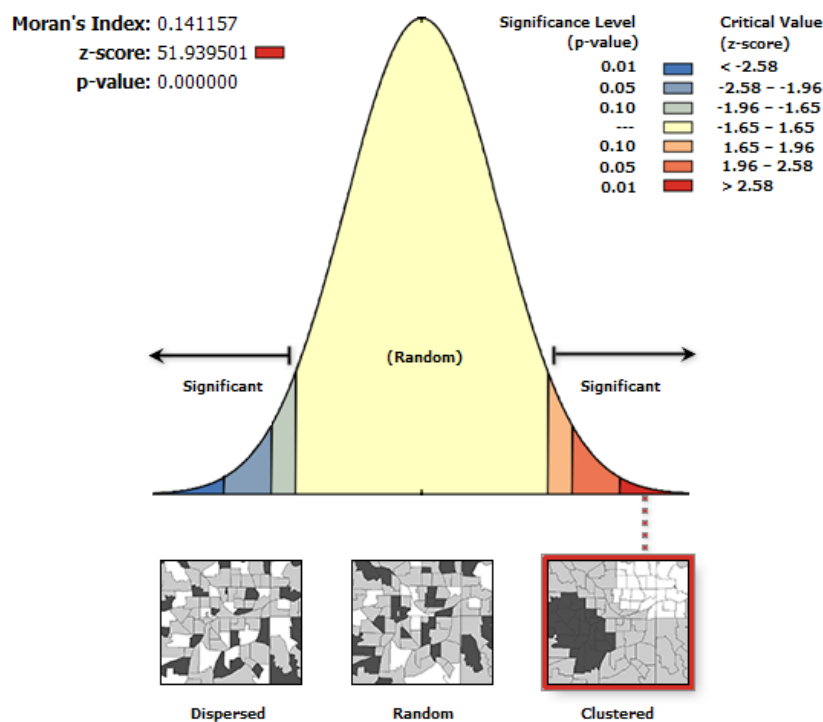 Moran's Index: 0.141157
z-score: 51.939501
p-value: 0.000000
Significance Level
(p-value)
Critical Value
(z-score)
0.01 < -2.58
0.05 -2.58 – -1.96
0.10 -1.96 – -1.65
--- -1.65 – 1.65
0.10 1.65 – 1.96
0.05 1.96 – 2.58
0.01 > 2.58
(Random)
Significant
Significant
Dispersed
Random
Clustered